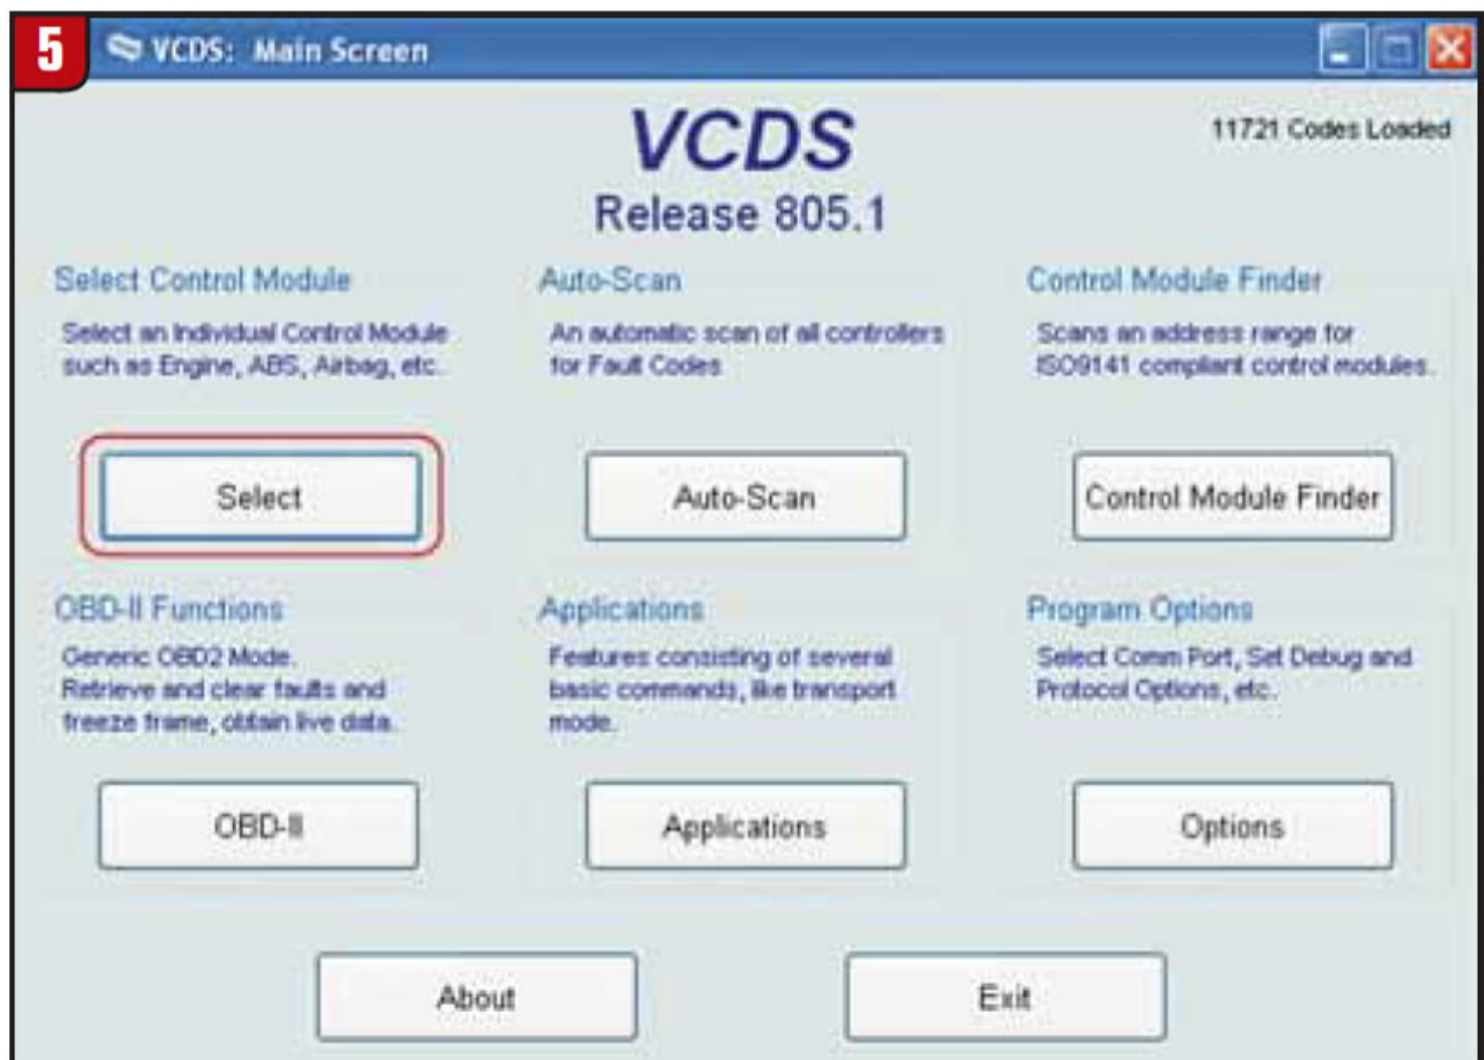 5
VCDS: Main Screen
VCDS
11721 Codes Loaded
Release 805.1
Select Control Module
Select an Individual Control Module
such as Engine, ABS, Airbag, etc.
Select
Auto-Scan
An automatic scan of all controllers
for Fault Codes
Auto-Scan
Control Module Finder
Scans an address range for
ISO9141 compliant control modules.
Control Module Finder
OBD-II Functions
Generic OBD2 Mode.
Retrieve and clear faults and
freeze frame, obtain live data.
OBD-II
Applications
Features consisting of several
basic commands, like transport
mode.
Applications
Program Options
Select Comm Port, Set Debug and
Protocol Options, etc.
Options
About
Exit